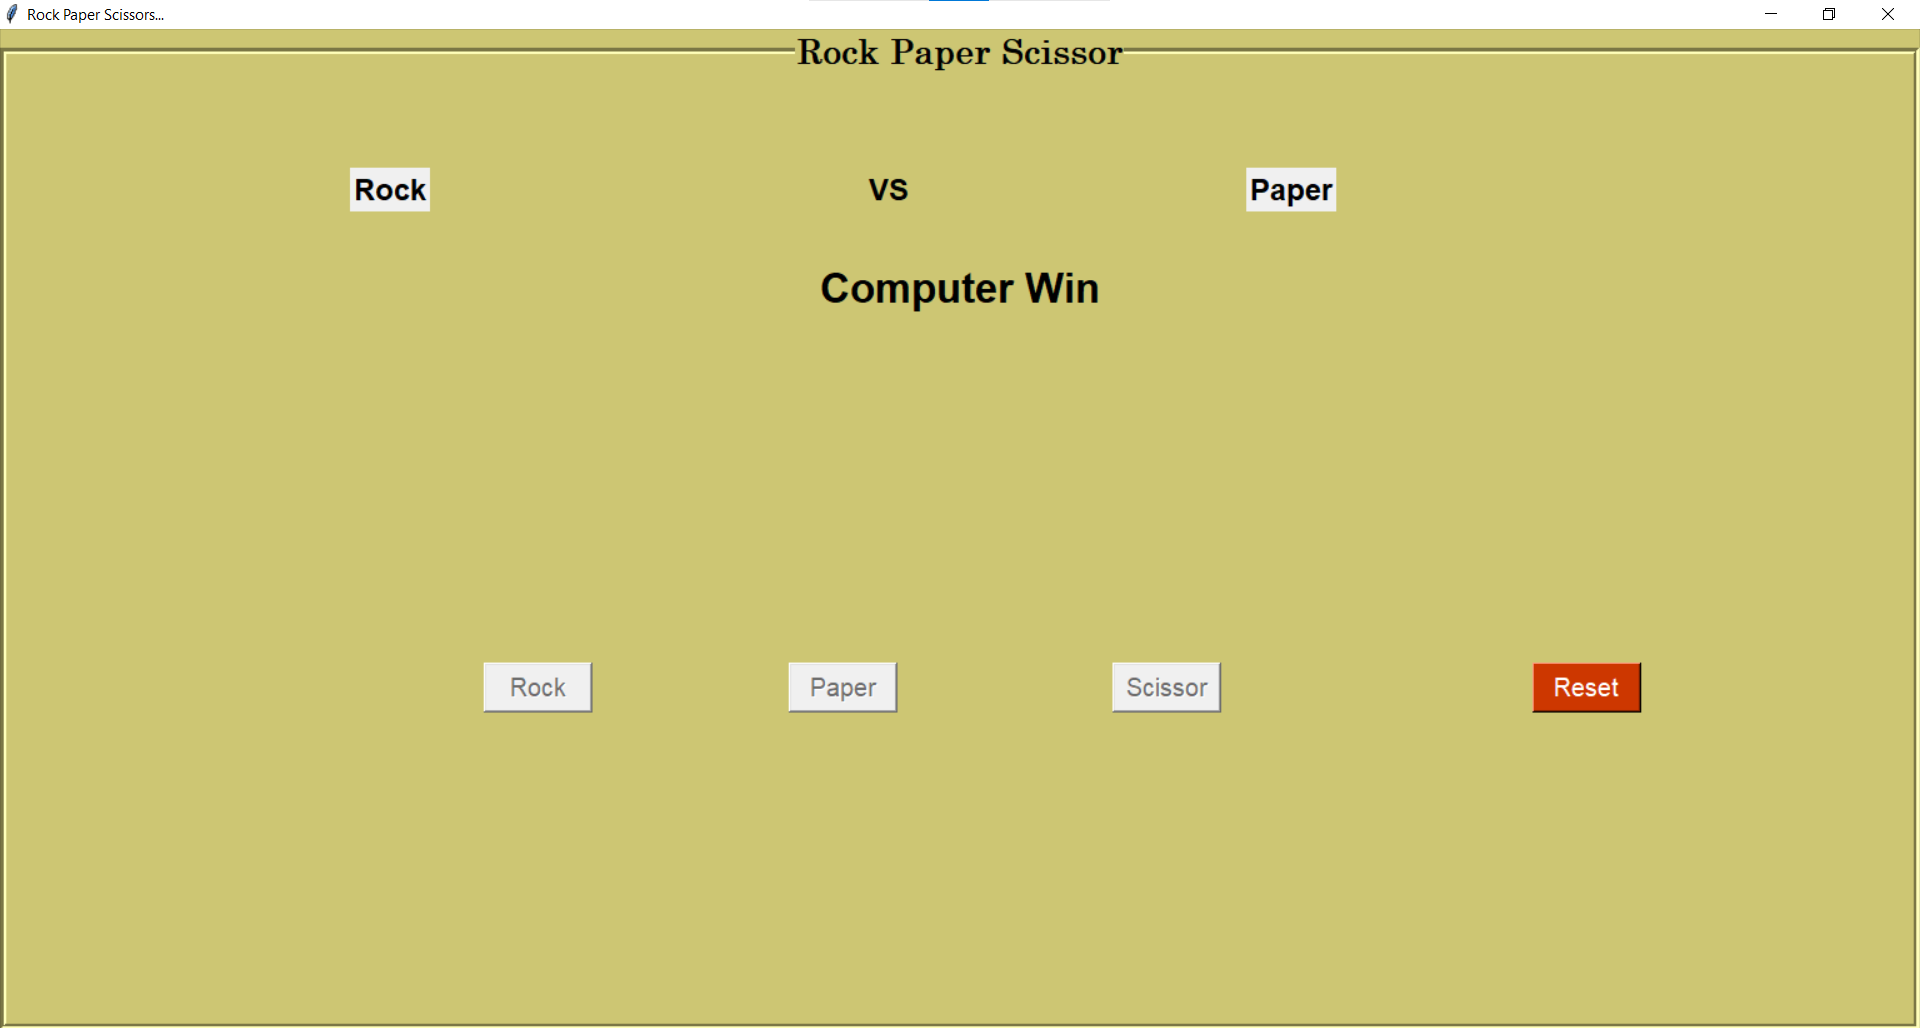 Rock Paper Scissors...
Rock Paper Scissor
Rock VS Paper
Computer Win
Rock Paper Scissor Reset